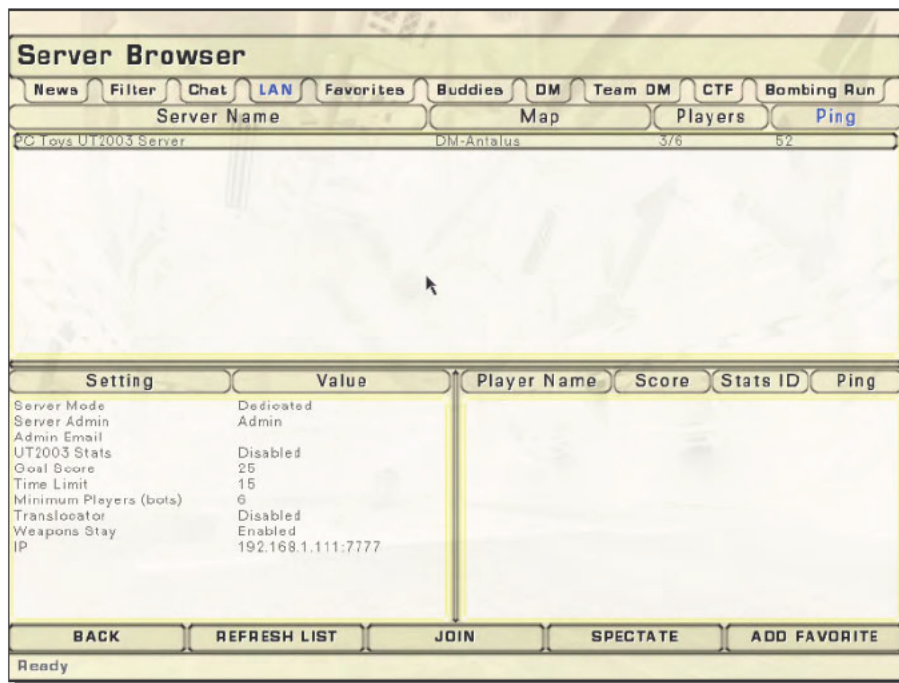 Server Browser
News Filter Chat LAN Favorites Buddies DM Team DM CTF Bombing Run
Server Name Map Players Ping
PC Toys UT2003 Server DM-Antalus 3/6 52
Setting Value Player Name Score Stats ID Ping
Server Mode Dedicated
Server Admin Admin
Admin Email
UT2003 Stats Disabled
Goal Score 25
Time Limit 15
Minimum Players (bots) 6
Translocator Disabled
Weapons Stay Enabled
IP 192.168.1.111:7777
BACK REFRESH LIST JOIN SPECTATE ADD FAVORITE
Ready